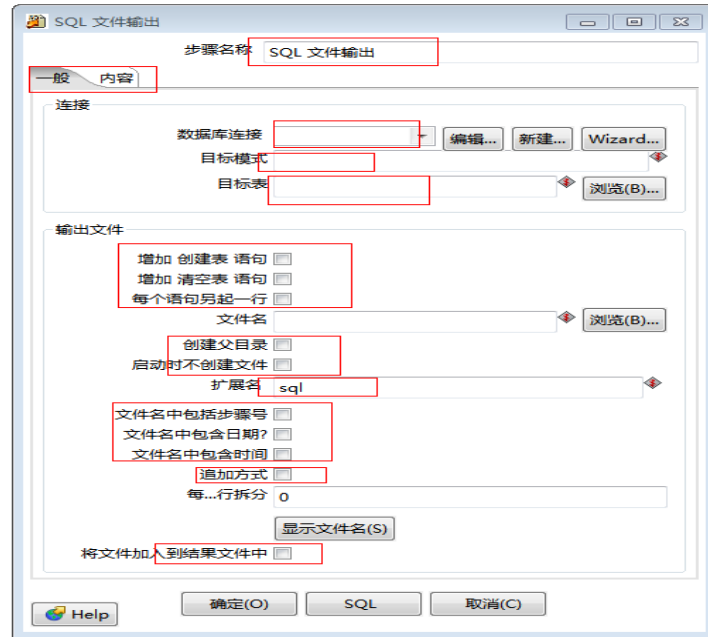 SQL 文件输出
步骤名称 SQL 文件输出
一般 内容
连接
数据库连接 编辑... 新建... Wizard...
目标模式
目标表 浏览(B)...
输出文件
增加 创建表 语句
增加 清空表 语句
每个语句另起一行
文件名 浏览(B)...
创建父目录
启动时不创建文件
扩展名 sql
文件名中包括步骤号
文件名中包含日期?
文件名中包含时间
追加方式
每...行拆分 0
显示文件名(S)
将文件加入到结果文件中
Help 确定(O) SQL 取消(C)